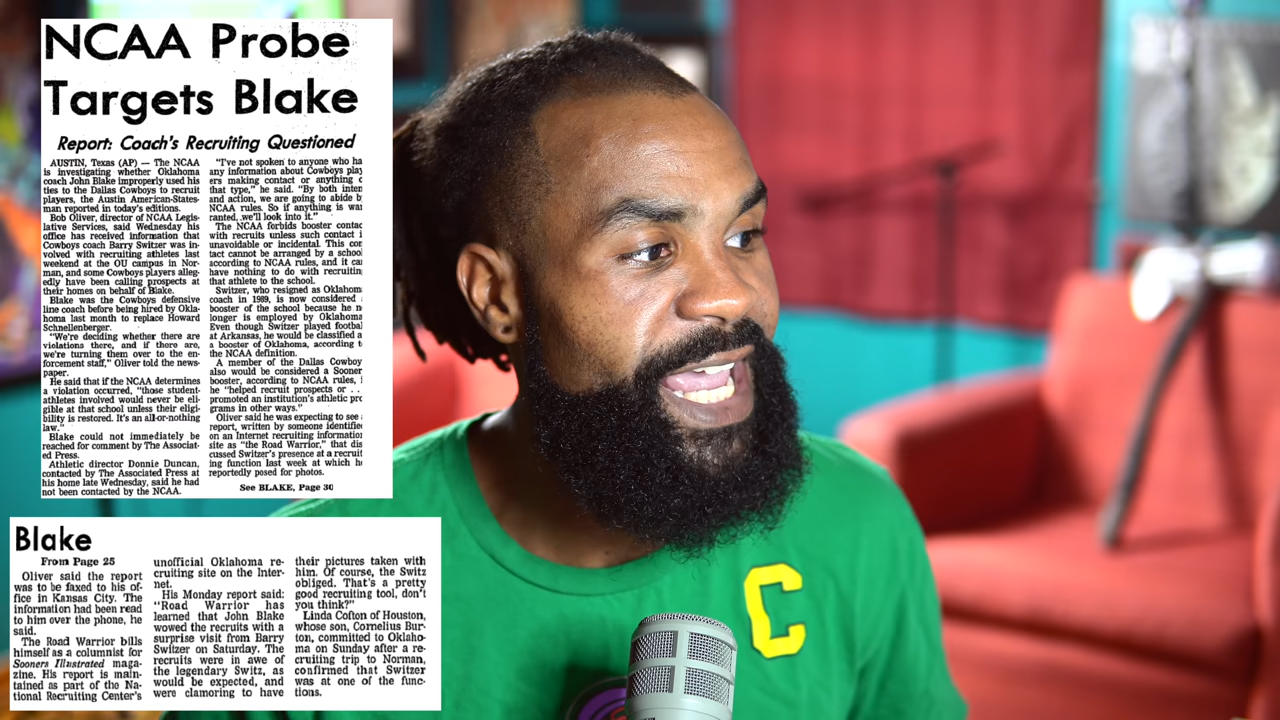 NCAA Probe
Targets Blake
Report: Coach's Recruiting Questioned
AUSTIN, Texas (AP) — The NCAA
is investigating whether Oklahoma
coach John Blake improperly used his
ties to the Dallas Cowboys to recruit
players, the Austin American-States-
man reported in today's editions.
Bob Oliver, director of NCAA Legis-
lative Services, said Wednesday his
office has received information that
Cowboys coach Barry Switzer was in-
volved with recruiting athletes last
weekend at the OU campus in Nor-
man, and some Cowboys players alleg-
edly have been calling prospects at
their homes on behalf of Blake.
Blake was the Cowboys defensive
line coach before being hired by Okla-
homa last month to replace Howard
Schnellenberger.
"We're deciding whether there are
violations there, and if there are,
we're turning them over to the en-
forcement staff," Oliver told the news-
paper.
He said that if the NCAA determines
a violation occurred, "those student-
athletes involved would never be eli-
gible at that school unless their eligi-
bility is restored. It's an all-or-nothing
law."
Blake could not immediately be
reached for comment by The Associat-
ed Press.
Athletic director Donnie Duncan,
contacted by The Associated Press at
his home late Wednesday, said he had
not been contacted by the NCAA.
"I've not spoken to anyone who ha
any information about Cowboys play
ers making contact or anything o
that type," he said. "By both inten
and action, we are going to abide b
NCAA rules. So if anything is war
ranted, we'll look into it."
The NCAA forbids booster contac
with recruits unless such contact i
unavoidable or incidental. This con
tact cannot be arranged by a school
according to NCAA rules, and it can
have nothing to do with recruiting
that athlete to the school.
Switzer, who resigned as Oklahom
coach in 1989, is now considered
booster of the school because he n
longer is employed by Oklahoma
Even though Switzer played footbal
at Arkansas, he would be classified a
a booster of Oklahoma, according t
the NCAA definition.
A member of the Dallas Cowboy
also would be considered a Sooner
booster, according to NCAA rules, i
he "helped recruit prospects or . .
promoted an institution's athletic pro
grams in other ways."
Oliver said he was expecting to see
report, written by someone identified
on an Internet recruiting information
site as "the Road Warrior," that dis
cussed Switzer's presence at a recruit
ing function last week at which he
reportedly posed for photos.
See BLAKE, Page 30
Blake
From Page 25
Oliver said the report
was to be faxed to his of-
fice in Kansas City. The
information had been read
to him over the phone, he
said.
The Road Warrior bills
himself as a columnist for
Sooners Illustrated maga-
zine. His report is main-
tained as part of the Na-
tional Recruiting Center's
unofficial Oklahoma re-
cruiting site on the Inter-
net.
His Monday report said:
"Road Warrior has
learned that John Blake
wowed the recruits with a
surprise visit from Barry
Switzer on Saturday. The
recruits were in awe of
the legendary Switz, as
would be expected, and
were clamoring to have
their pictures taken with
him. Of course, the Switz
obliged. That's a pretty
good recruiting tool, don't
you think?"
Linda Cofton of Houston,
whose son, Cornelius Bur-
ton, committed to Oklaho-
ma on Sunday after a re-
cruiting trip to Norman,
confirmed that Switzer
was at one of the func-
tions.
C